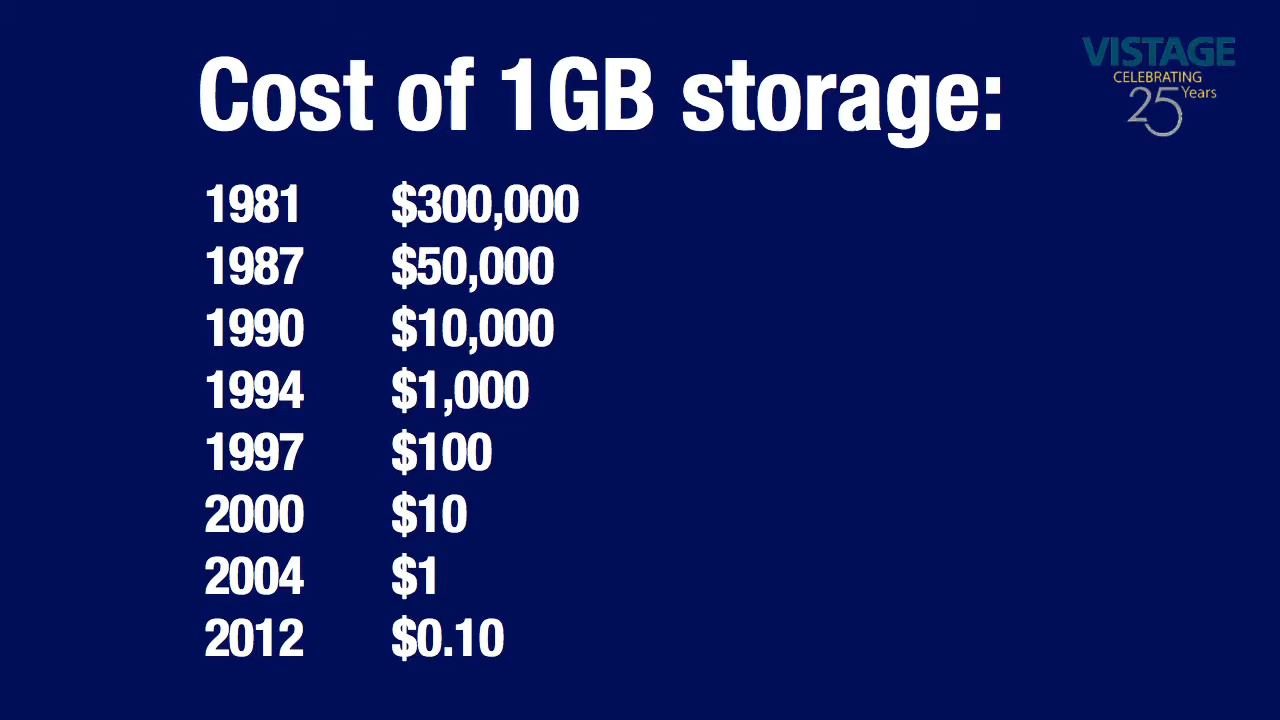 Cost of 1GB storage:
VISTAGE
CELEBRATING
25 Years
1981 $300,000
1987 $50,000
1990 $10,000
1994 $1,000
1997 $100
2000 $10
2004 $1
2012 $0.10